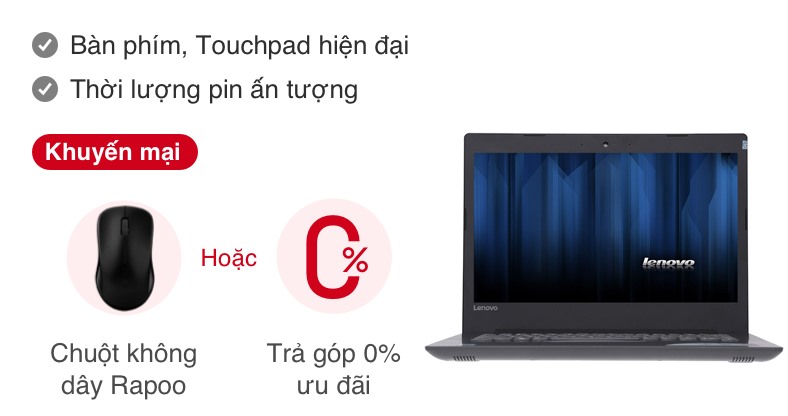 Bàn phím, Touchpad hiện đại
Thời lượng pin ấn tượng
Khuyến mại
Hoặc
0%
lenovo
Lenovo
Chuột không
dây Rapoo
Trả góp 0%
ưu đãi